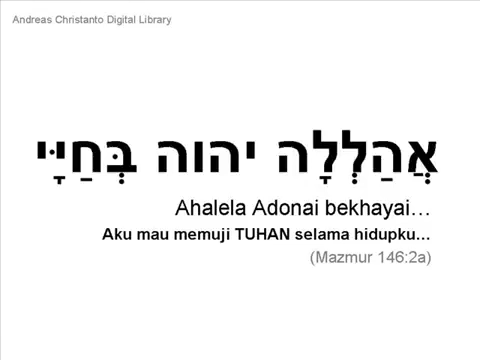 Andreas Christanto Digital Library
אֲהַלְלָה יהוה בְּחַיָּי
Ahalela Adonai bekhayai…
Aku mau memuji TUHAN selama hidupku…
(Mazmur 146:2a)